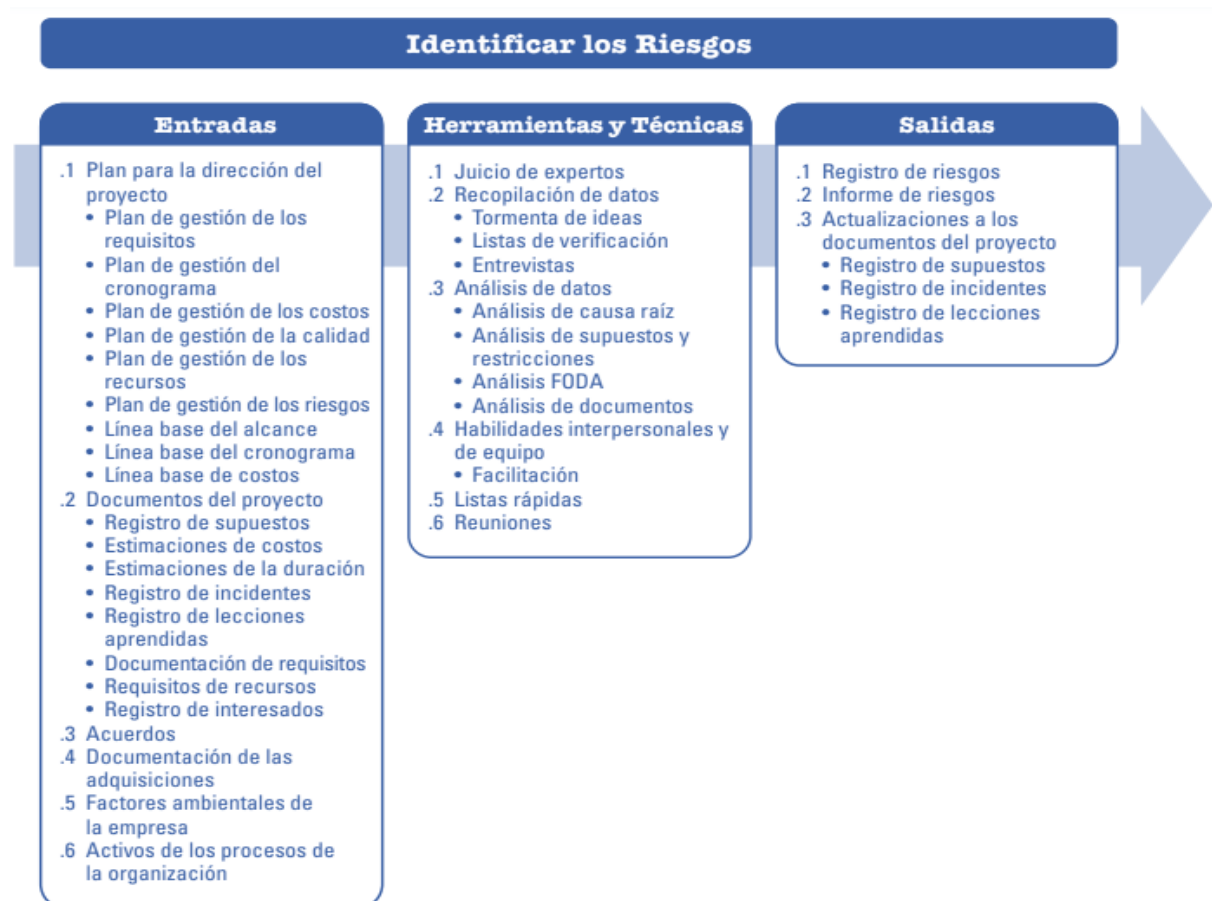 Identificar los Riesgos
Entradas
.1 Plan para la dirección del
proyecto
• Plan de gestión de los
requisitos
• Plan de gestión del
cronograma
• Plan de gestión de los costos
• Plan de gestión de la calidad
• Plan de gestión de los
recursos
• Plan de gestión de los riesgos
• Línea base del alcance
• Línea base del cronograma
• Línea base de costos
.2 Documentos del proyecto
• Registro de supuestos
• Estimaciones de costos
• Estimaciones de la duración
• Registro de incidentes
• Registro de lecciones
aprendidas
• Documentación de requisitos
• Requisitos de recursos
• Registro de interesados
.3 Acuerdos
.4 Documentación de las
adquisiciones
.5 Factores ambientales de
la empresa
.6 Activos de los procesos de
la organización
Herramientas y Técnicas
.1 Juicio de expertos
.2 Recopilación de datos
• Tormenta de ideas
• Listas de verificación
• Entrevistas
.3 Análisis de datos
• Análisis de causa raíz
• Análisis de supuestos y
restricciones
• Análisis FODA
• Análisis de documentos
.4 Habilidades interpersonales y
de equipo
• Facilitación
.5 Listas rápidas
.6 Reuniones
Salidas
.1 Registro de riesgos
.2 Informe de riesgos
.3 Actualizaciones a los
documentos del proyecto
• Registro de supuestos
• Registro de incidentes
• Registro de lecciones
aprendidas